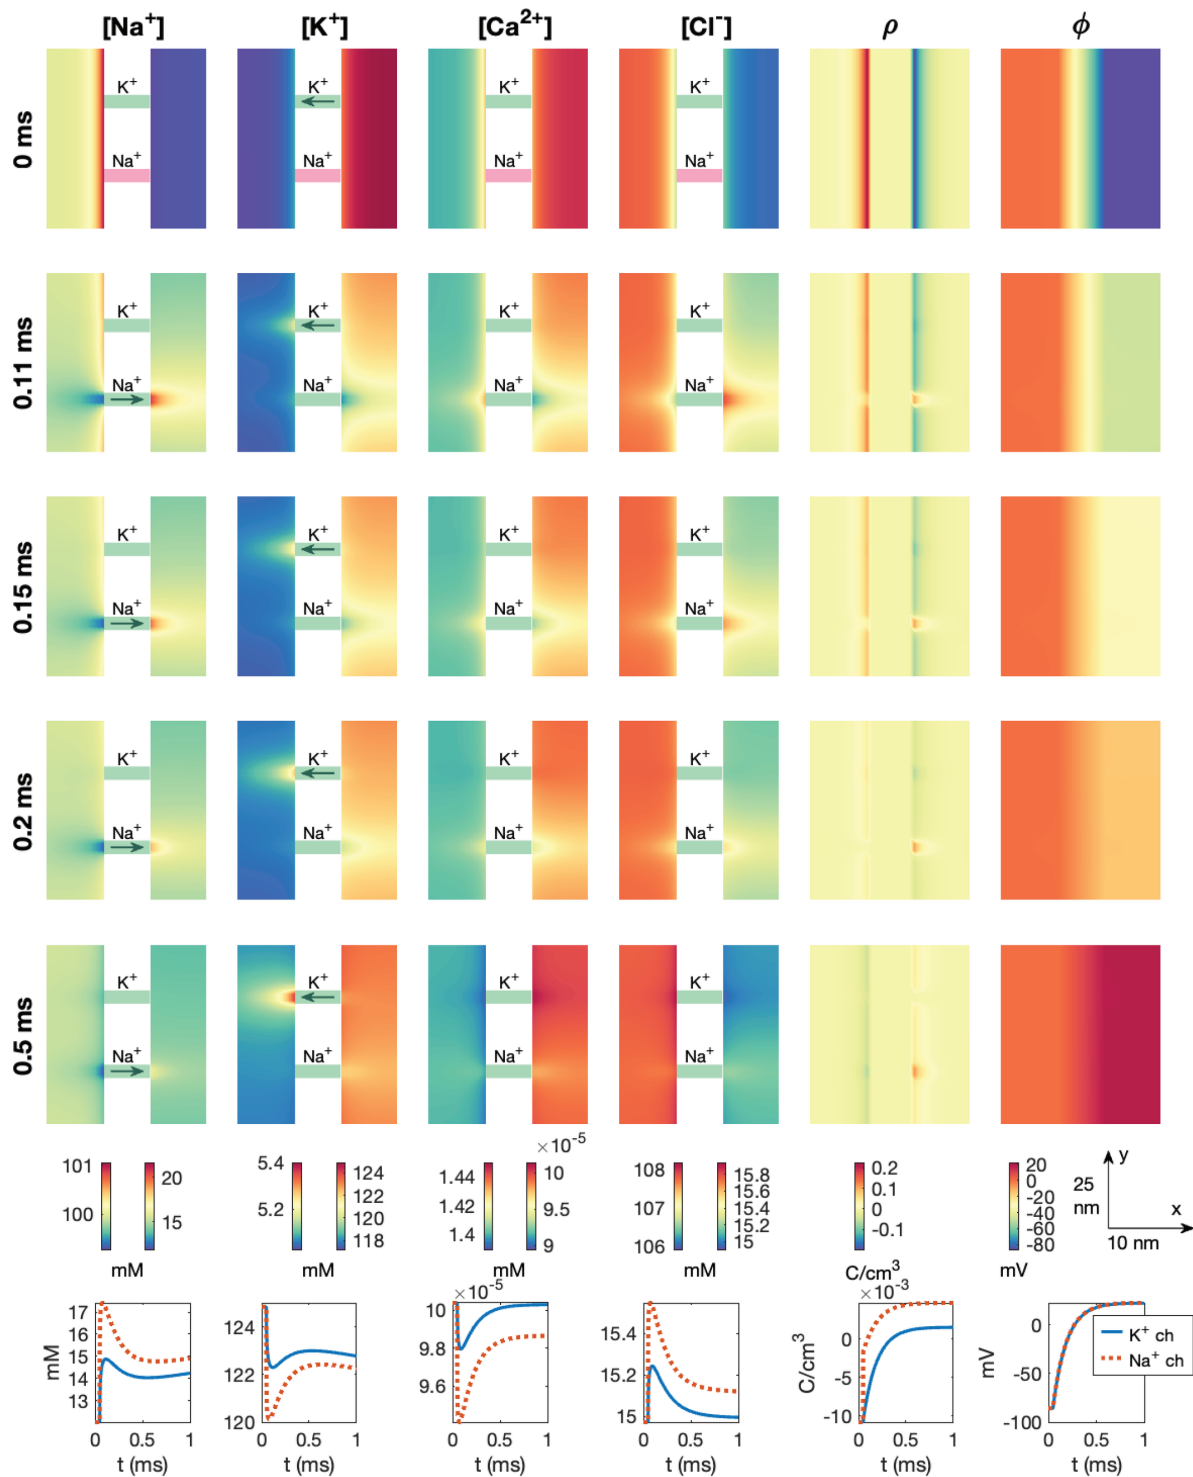 [Na⁺] [K⁺] [Ca²⁺] [Cl⁻] ρ ϕ
0 ms
K⁺ K⁺ K⁺ K⁺
Na⁺ Na⁺ Na⁺ Na⁺
0.11 ms
K⁺ K⁺ K⁺ K⁺
Na⁺ Na⁺ Na⁺ Na⁺
0.15 ms
K⁺ K⁺ K⁺ K⁺
Na⁺ Na⁺ Na⁺ Na⁺
0.2 ms
K⁺ K⁺ K⁺ K⁺
Na⁺ Na⁺ Na⁺ Na⁺
0.5 ms
K⁺ K⁺ K⁺ K⁺
Na⁺ Na⁺ Na⁺ Na⁺
101
100
20
15
mM
5.4
5.2
124
122
120
118
mM
×10⁻⁵
1.44
1.42
1.4
10
9.5
9
mM
108
107
106
15.8
15.6
15.4
15.2
15
mM
0.2
0.1
0
-0.1
C/cm³
20
0
-20
-40
-60
-80
mV
y
25
nm
x
10 nm
17
16
15
14
13
mM
0 0.5 1
t (ms)
124
122
120
0 0.5 1
t (ms)
×10⁻⁵
10
9.8
9.6
0 0.5 1
t (ms)
15.4
15.2
15
0 0.5 1
t (ms)
×10⁻³
0
-5
-10
C/cm³
0 0.5 1
t (ms)
0
-50
-100
mV
0 0.5 1
t (ms)
K⁺ ch
Na⁺ ch